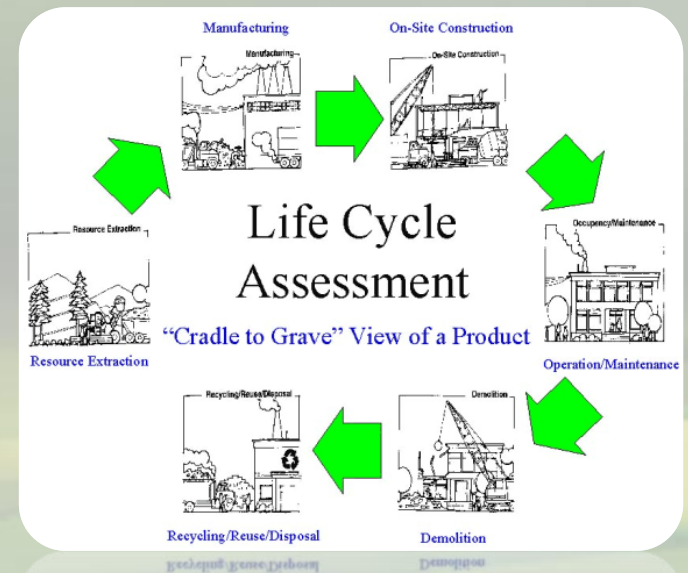 Manufacturing
On-Site Construction
Manufacturing
On-Site Construction
Life Cycle
Assessment
"Cradle to Grave" View of a Product
Resource Extraction
Resource Extraction
Occupancy/Maintenance
Operation/Maintenance
Recycling/Reuse/Disposal
Demolition
Recycling/Reuse/Disposal
Demolition